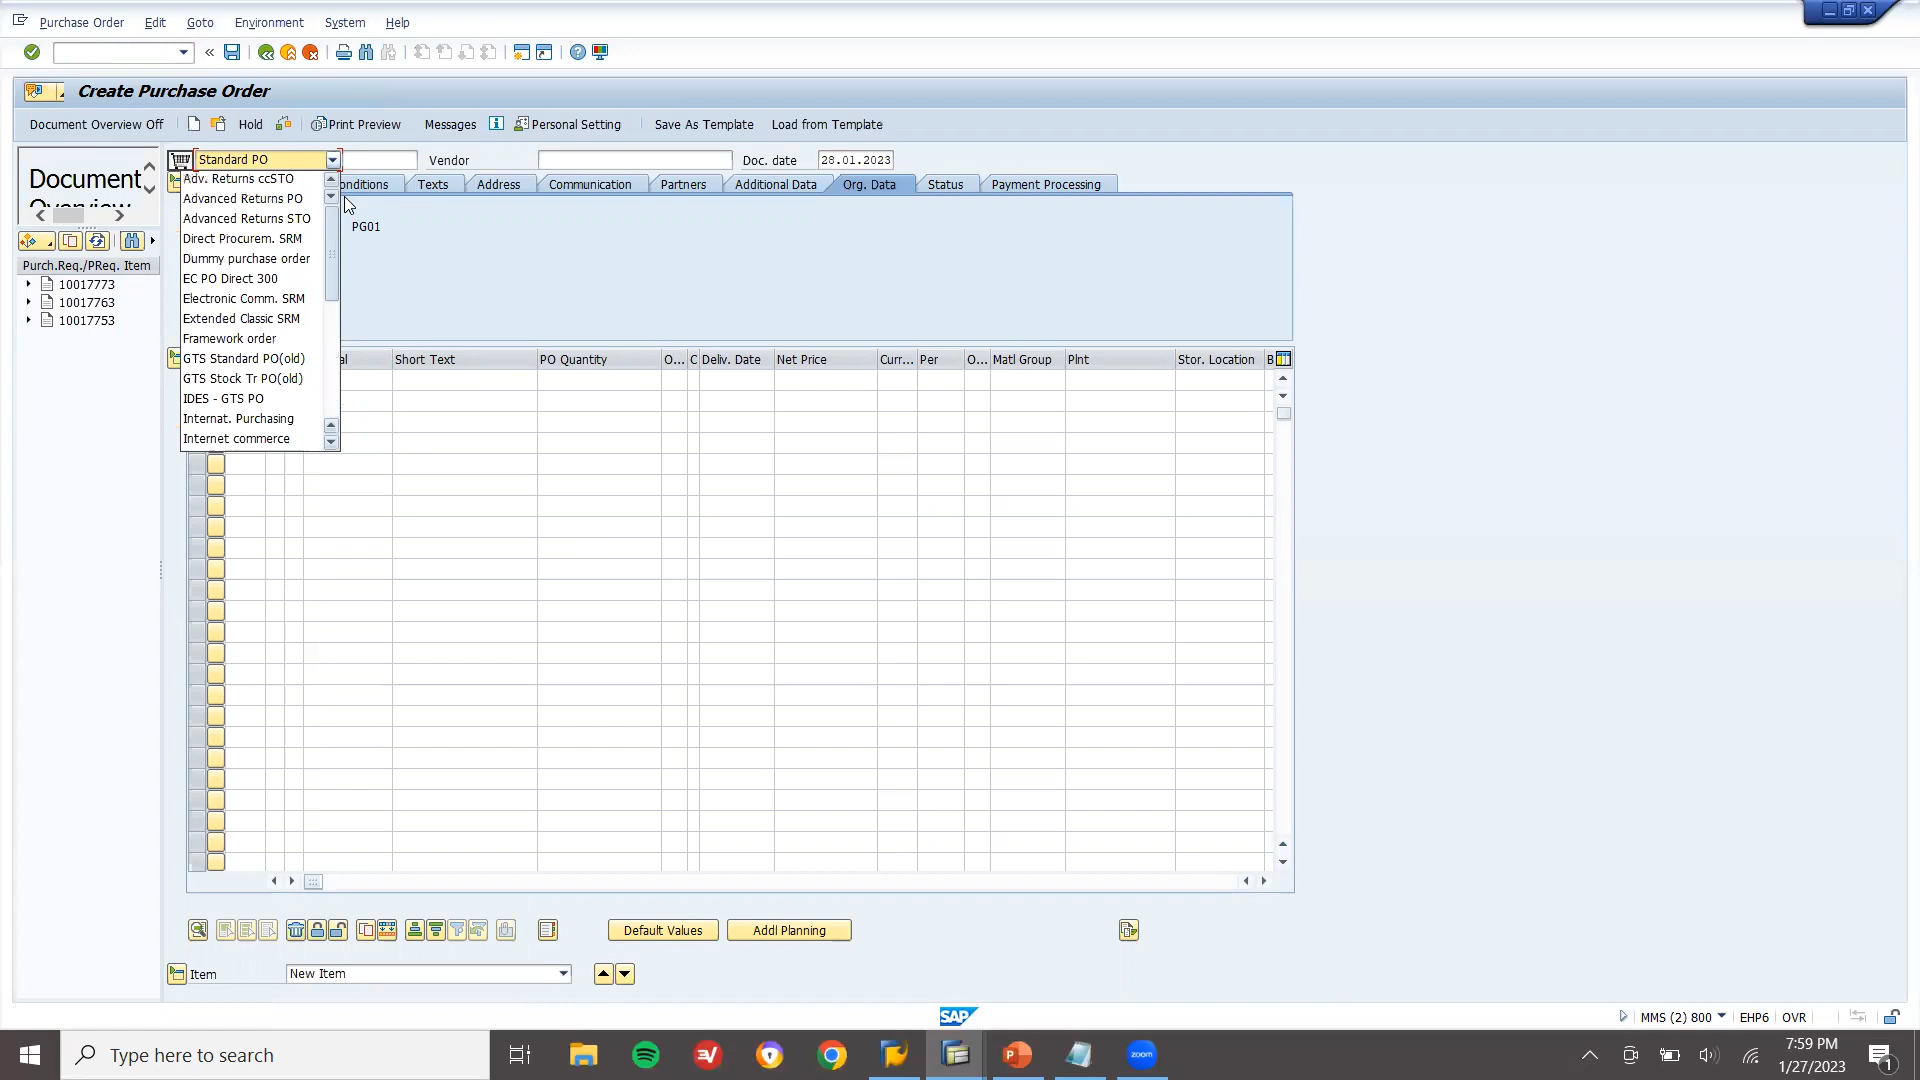 Purchase Order Edit Goto Environment System Help
Create Purchase Order
Document Overview Off Hold Print Preview Messages Personal Setting Save As Template Load from Template
Document
Standard PO Vendor Doc. date 28.01.2023
Texts Address Communication Partners Additional Data Org. Data Status Payment Processing
PG01
Adv. Returns ccSTO
Advanced Returns PO
Advanced Returns STO
Direct Procurem. SRM
Dummy purchase order
EC PO Direct 300
Electronic Comm. SRM
Extended Classic SRM
Framework order
GTS Standard PO(old)
GTS Stock Tr PO(old)
IDES - GTS PO
Internat. Purchasing
Internet commerce
Purch.Req./PReq. Item
10017773
10017763
10017753
Short Text PO Quantity O... C Deliv. Date Net Price Curr... Per O... Matl Group Plnt Stor. Location B
Default Values Addl Planning
Item New Item
SAP MMS (2) 800 EHP6 OVR
Type here to search
zoom
7:59 PM
1/27/2023
1